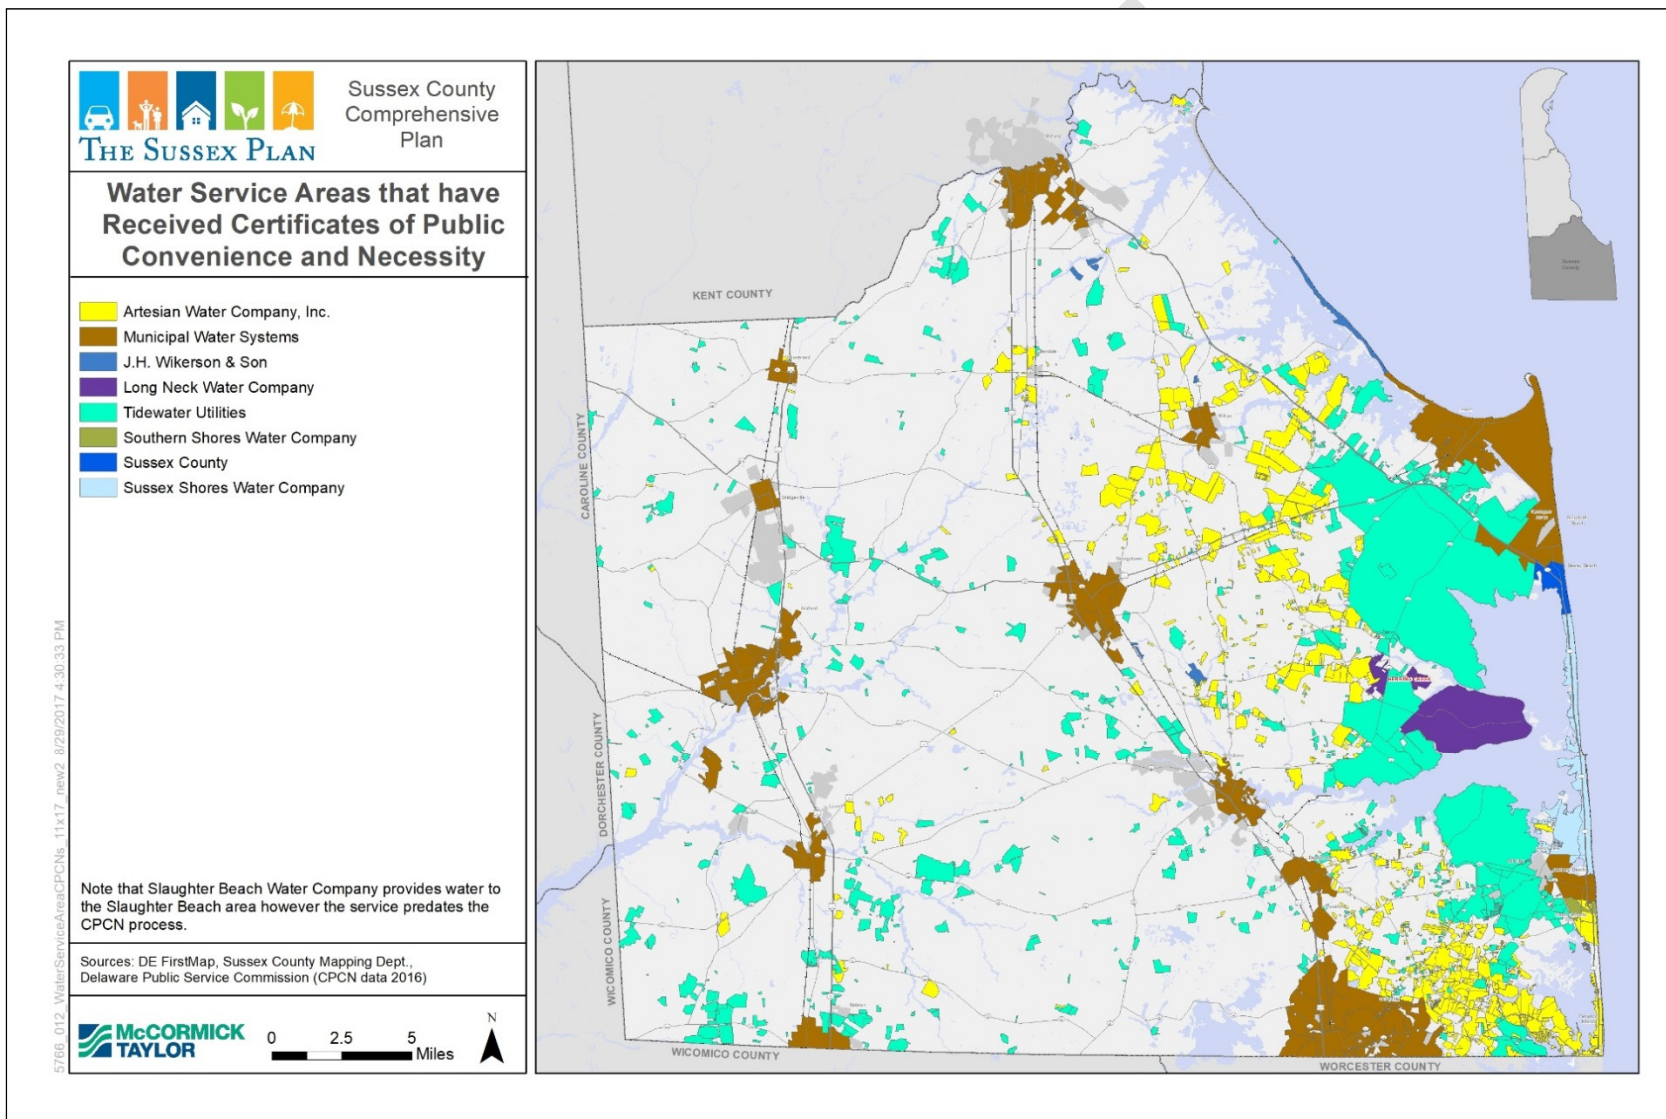 THE SUSSEX PLAN
Sussex County
Comprehensive
Plan
Water Service Areas that have
Received Certificates of Public
Convenience and Necessity
Artesian Water Company, Inc.
Municipal Water Systems
J.H. Wikerson & Son
Long Neck Water Company
Tidewater Utilities
Southern Shores Water Company
Sussex County
Sussex Shores Water Company
Note that Slaughter Beach Water Company provides water to
the Slaughter Beach area however the service predates the
CPCN process.
Sources: DE FirstMap, Sussex County Mapping Dept.,
Delaware Public Service Commission (CPCN data 2016)
McCORMICK
TAYLOR
0 2.5 5
Miles
N
5766_012_WaterServiceAreaCPCNs_11x17_new2 8/29/2017 4:30:33 PM
KENT COUNTY
CAROLINE COUNTY
DORCHESTER COUNTY
WICOMICO COUNTY
WICOMICO COUNTY
WORCESTER COUNTY
Sussex
County